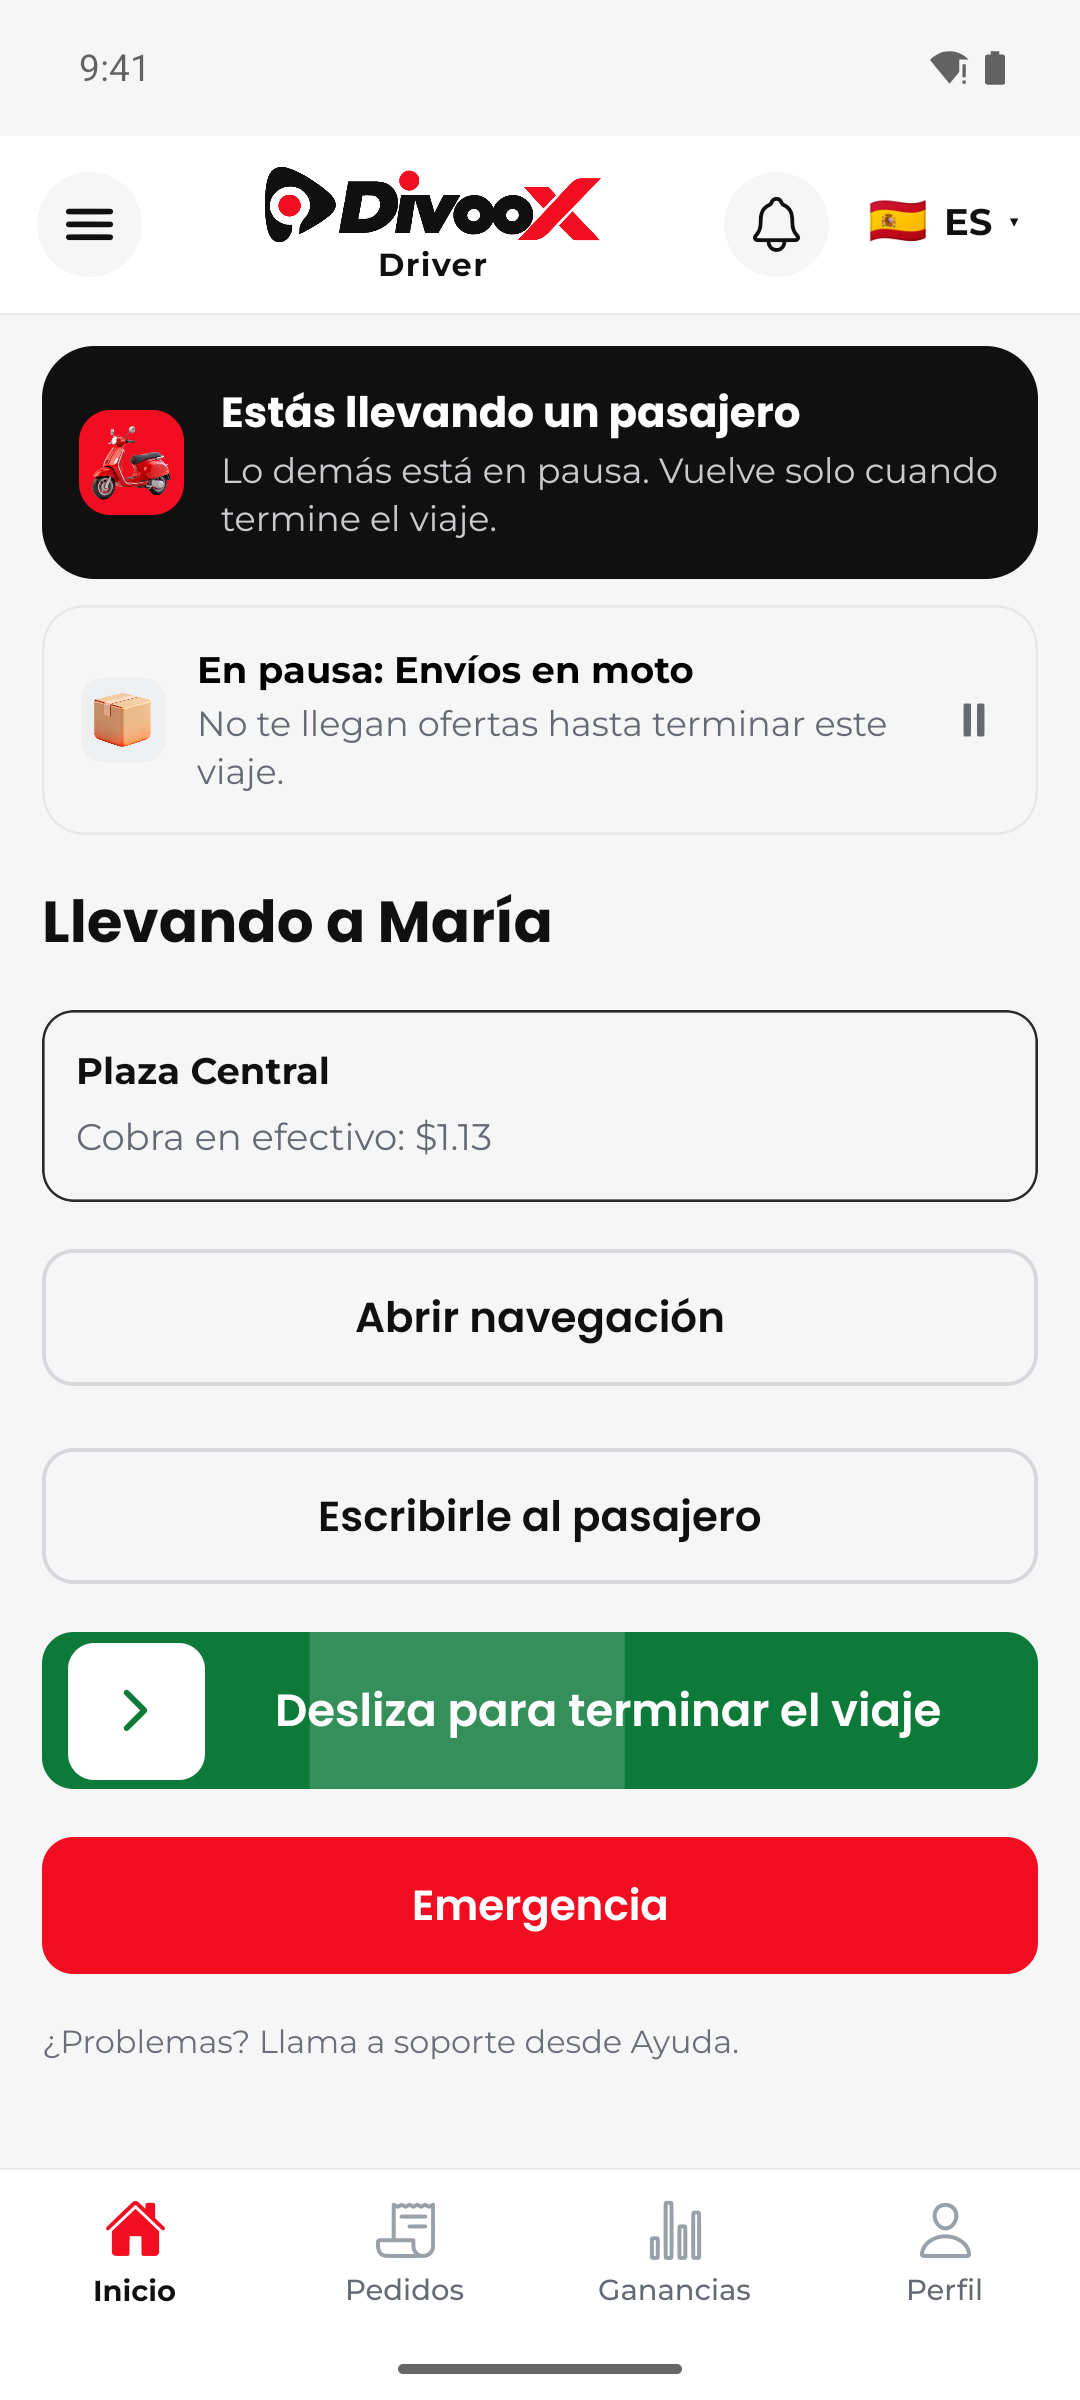 9:41
DivooX
Driver
ES
Estás llevando un pasajero
Lo demás está en pausa. Vuelve solo cuando
termine el viaje.
En pausa: Envíos en moto
No te llegan ofertas hasta terminar este
viaje.
Llevando a María
Plaza Central
Cobra en efectivo: $1.13
Abrir navegación
Escribirle al pasajero
Desliza para terminar el viaje
Emergencia
¿Problemas? Llama a soporte desde Ayuda.
Inicio
Pedidos
Ganancias
Perfil